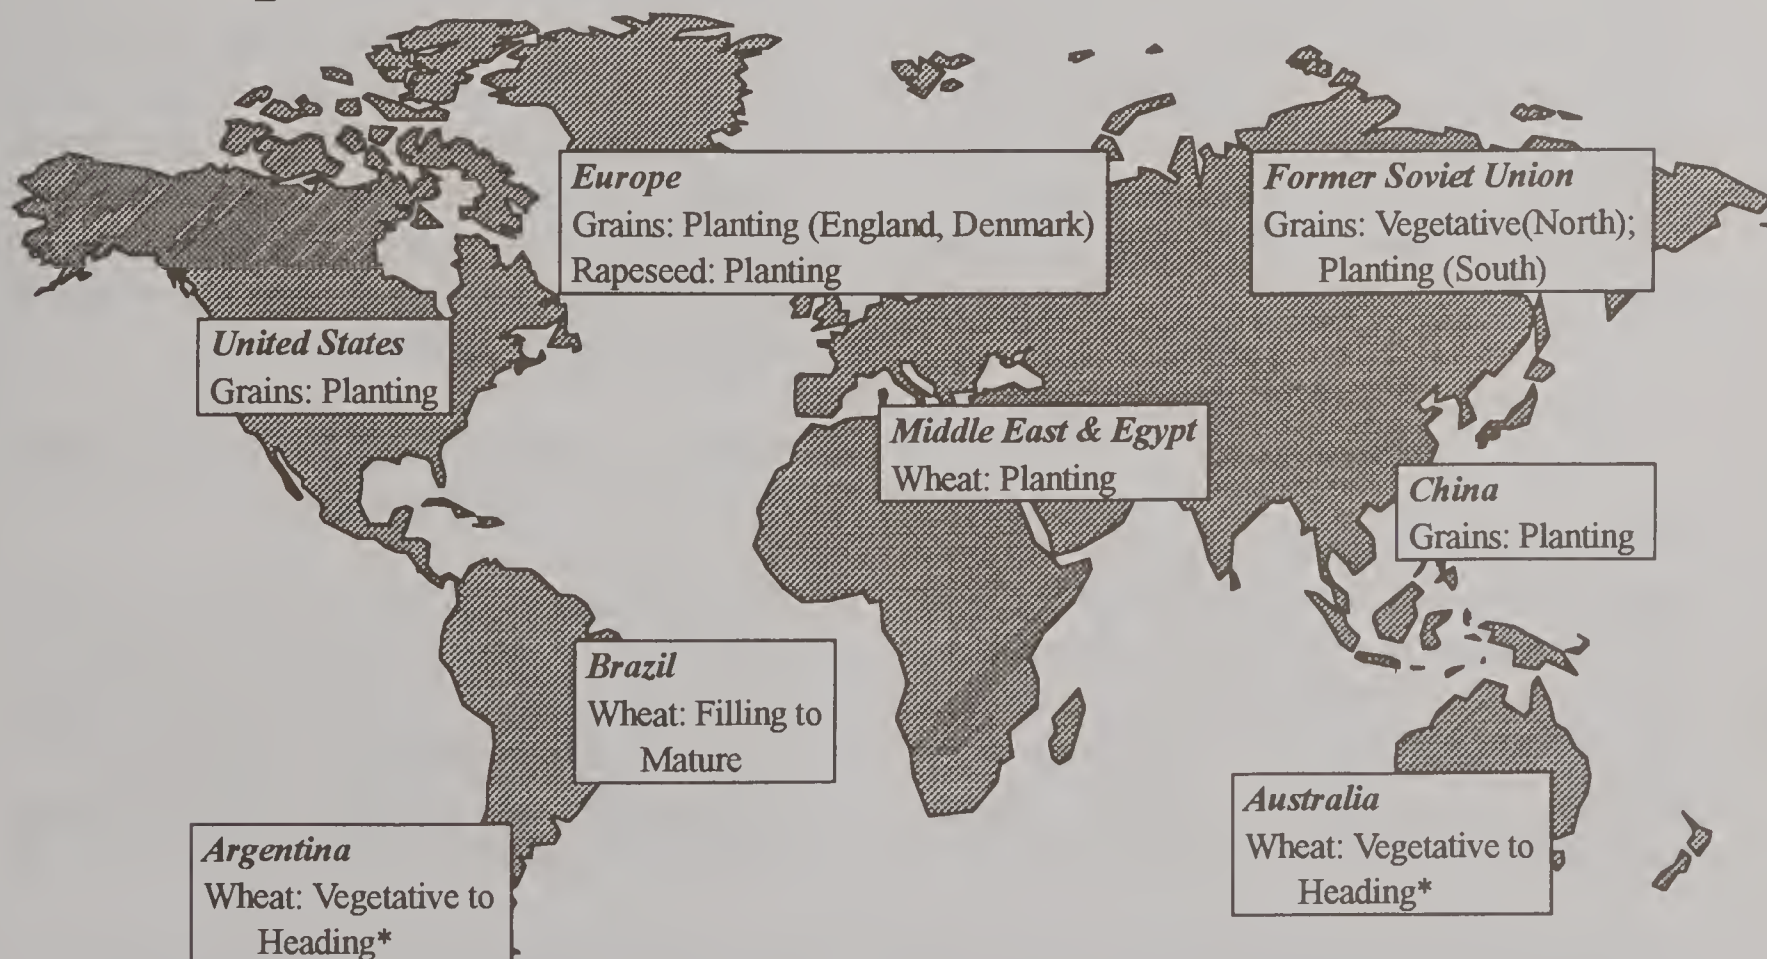 Europe
Grains: Planting (England, Denmark)
Rapeseed: Planting
Former Soviet Union
Grains: Vegetative(North);
Planting (South)
United States
Grains: Planting
Middle East & Egypt
Wheat: Planting
China
Grains: Planting
Brazil
Wheat: Filling to
Mature
Australia
Wheat: Vegetative to
Heading*
Argentina
Wheat: Vegetative to
Heading*